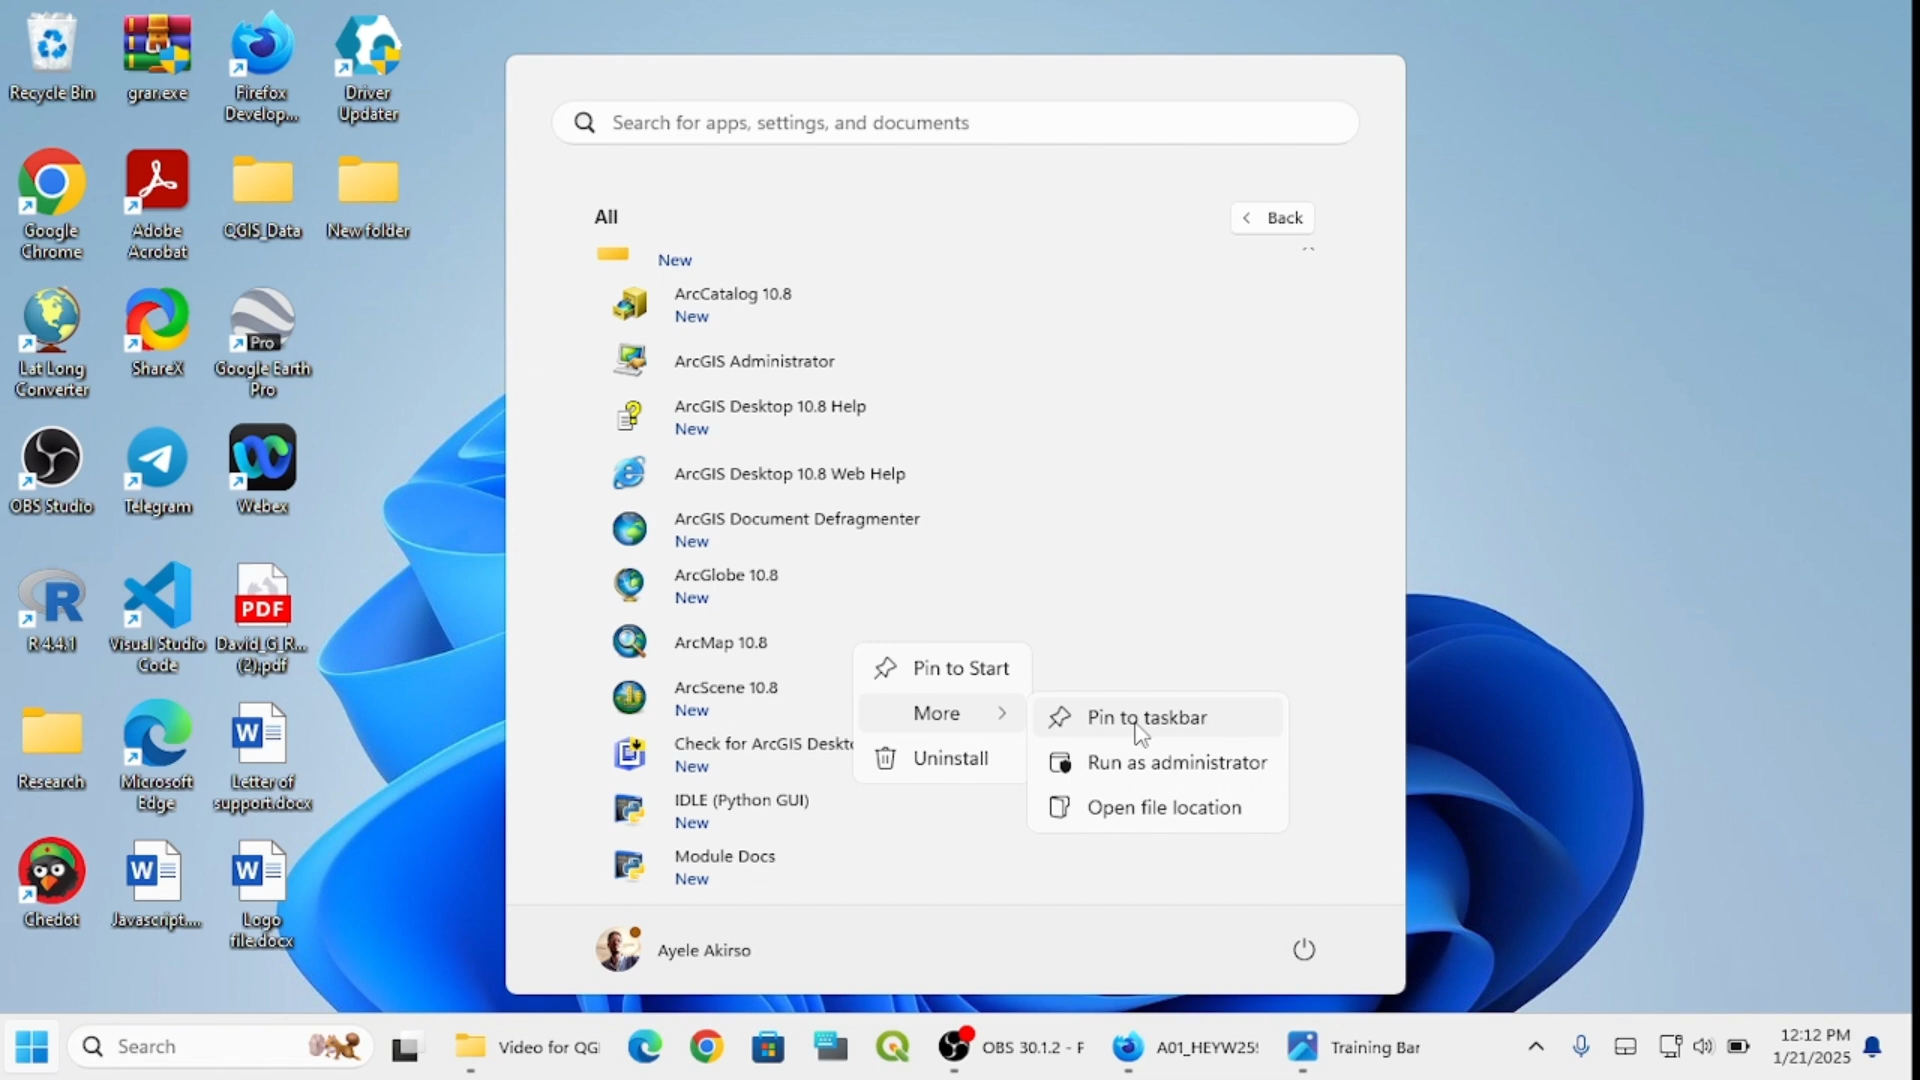 Recycle Bin
gran.exe
Firefox
Develop...
Driver
Updater
Google
Chrome
Adobe
Acrobat
QGIS_Data
New folder
Lat Long
Converter
ShareX
Pro
Google Earth
Pro
OBS Studio
Telegram
Webex
R 4.4.1
Visual Studio
Code
PDF
David_G_R...
(2).pdf
Research
Microsoft
Edge
Letter of
support.docx
Chedot
Javascript....
Logo
file.docx
Search for apps, settings, and documents
All
Back
New
ArcCatalog 10.8
New
ArcGIS Administrator
ArcGIS Desktop 10.8 Help
New
ArcGIS Desktop 10.8 Web Help
ArcGIS Document Defragmenter
New
ArcGlobe 10.8
New
ArcMap 10.8
ArcScene 10.8
New
Check for ArcGIS Deskto
New
IDLE (Python GUI)
New
Module Docs
New
Pin to Start
More
Uninstall
Pin to taskbar
Run as administrator
Open file location
Ayele Akirso
Search
Video for QGI
OBS 30.1.2 - P
A01_HEYW25!
Training Bar
12:12 PM
1/21/2025